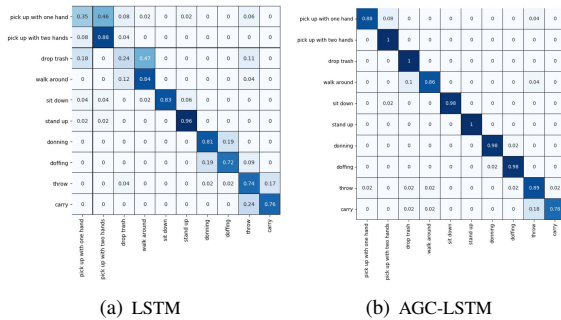 pick up with one hand 0.35 0.46 0.08 0.02 0 0.02 0 0 0.06 0
pick up with two hands 0.08 0.88 0.04 0 0 0 0 0 0 0
drop trash 0.18 0 0.24 0.47 0 0 0 0 0.11 0
walk around 0 0 0.12 0.84 0 0 0 0 0.04 0
sit down 0.04 0.04 0 0.02 0.83 0.06 0 0 0 0
stand up 0.02 0.02 0 0 0 0.96 0 0 0 0
donning 0 0 0 0 0 0 0.81 0.19 0 0
doffing 0 0 0 0 0 0 0.19 0.72 0.09 0
throw 0 0 0.04 0 0 0 0.02 0.02 0.74 0.17
carry 0 0 0 0 0 0 0 0 0.24 0.76
pick up with one hand
pick up with two hands
drop trash
walk around
sit down
stand up
donning
doffing
throw
carry
(a) LSTM
pick up with one hand 0.88 0.08 0 0 0 0 0 0 0.04 0
pick up with two hands 0 1 0 0 0 0 0 0 0 0
drop trash 0 0 1 0 0 0 0 0 0 0
walk around 0 0 0.1 0.86 0 0 0 0 0.04 0
sit down 0 0.02 0 0 0.98 0 0 0 0 0
stand up 0 0 0 0 0 1 0 0 0 0
donning 0 0 0 0 0 0 0.98 0.02 0 0
doffing 0 0 0 0 0 0 0.02 0.98 0 0
throw 0.02 0 0.02 0.02 0 0 0 0.02 0.89 0.02
carry 0 0 0.02 0.02 0 0 0 0 0.18 0.78
pick up with one hand
pick up with two hands
drop trash
walk around
sit down
stand up
donning
doffing
throw
carry
(b) AGC-LSTM